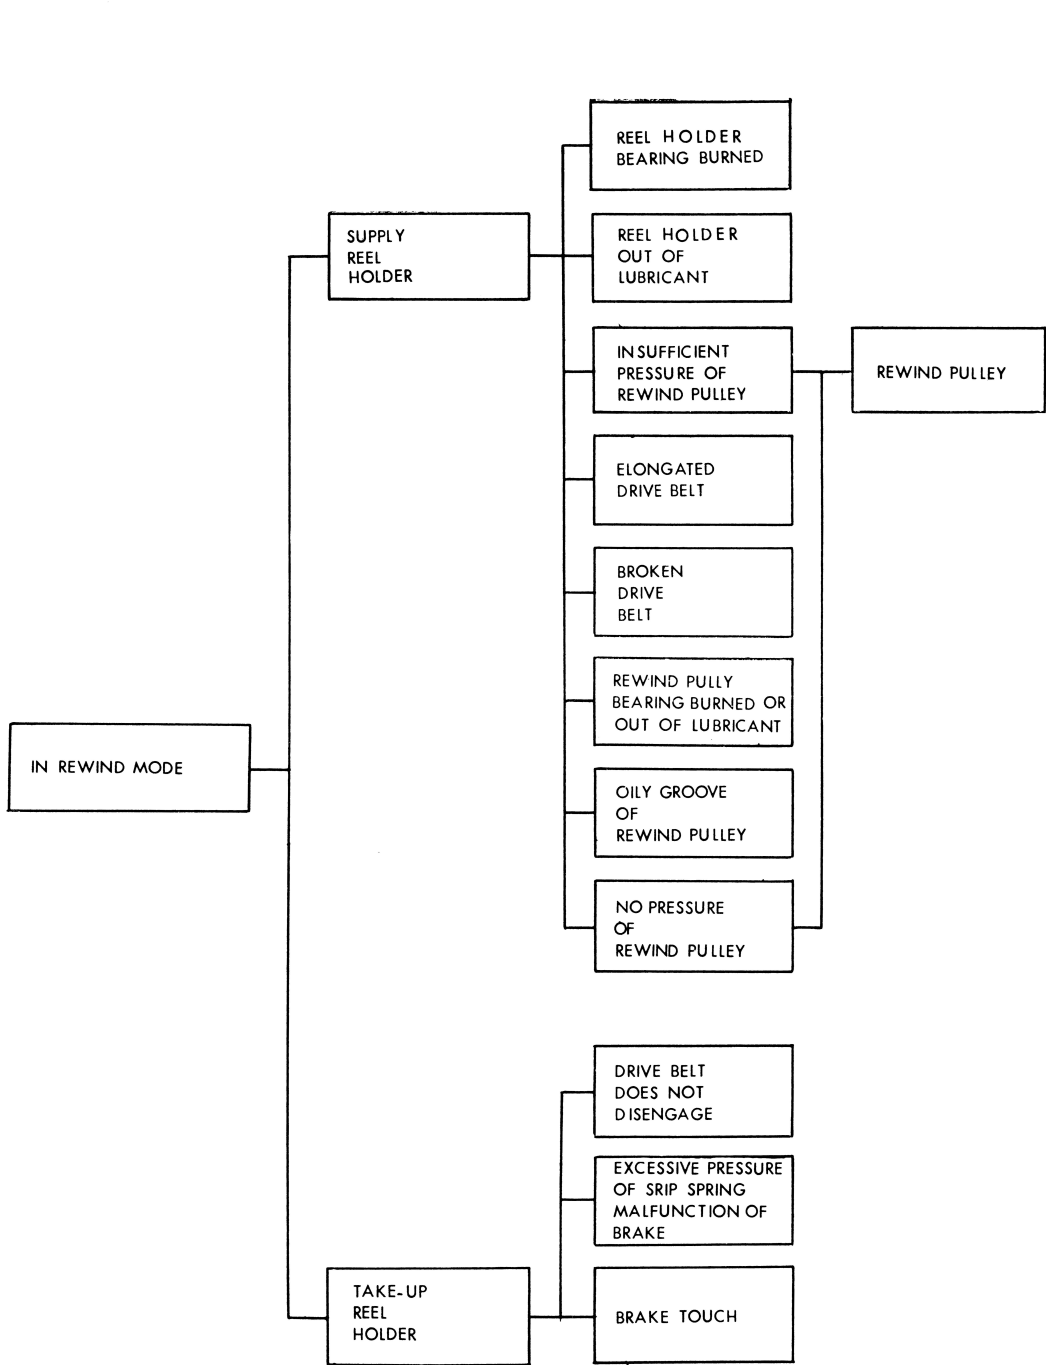 IN REWIND MODE
SUPPLY
REEL
HOLDER
REEL HOLDER
BEARING BURNED
REEL HOLDER
OUT OF
LUBRICANT
INSUFFICIENT
PRESSURE OF
REWIND PULLEY
REWIND PULLEY
ELONGATED
DRIVE BELT
BROKEN
DRIVE
BELT
REWIND PULLY
BEARING BURNED OR
OUT OF LUBRICANT
OILY GROOVE
OF
REWIND PULLEY
NO PRESSURE
OF
REWIND PULLEY
TAKE-UP
REEL
HOLDER
DRIVE BELT
DOES NOT
DISENGAGE
EXCESSIVE PRESSURE
OF SRIP SPRING
MALFUNCTION OF
BRAKE
BRAKE TOUCH